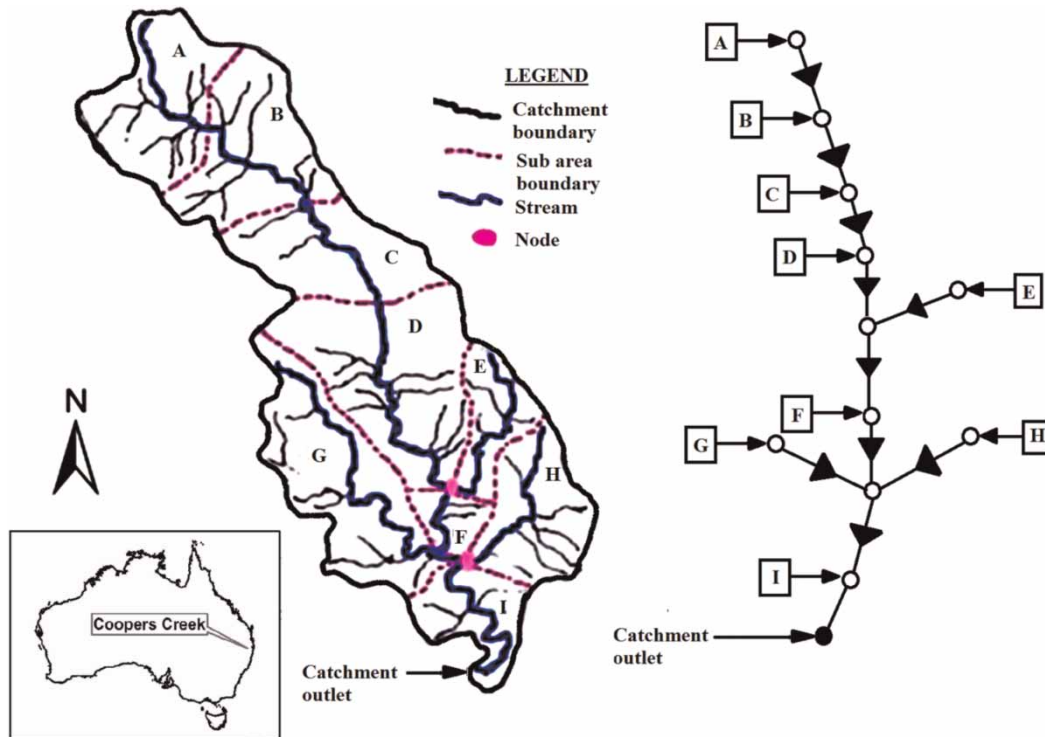 A
B
C
D
E
G
H
F
I
LEGEND
Catchment
boundary
Sub area
boundary
Stream
Node
N
Coopers Creek
Catchment
outlet
A
B
C
D
E
F
G
H
I
Catchment
outlet